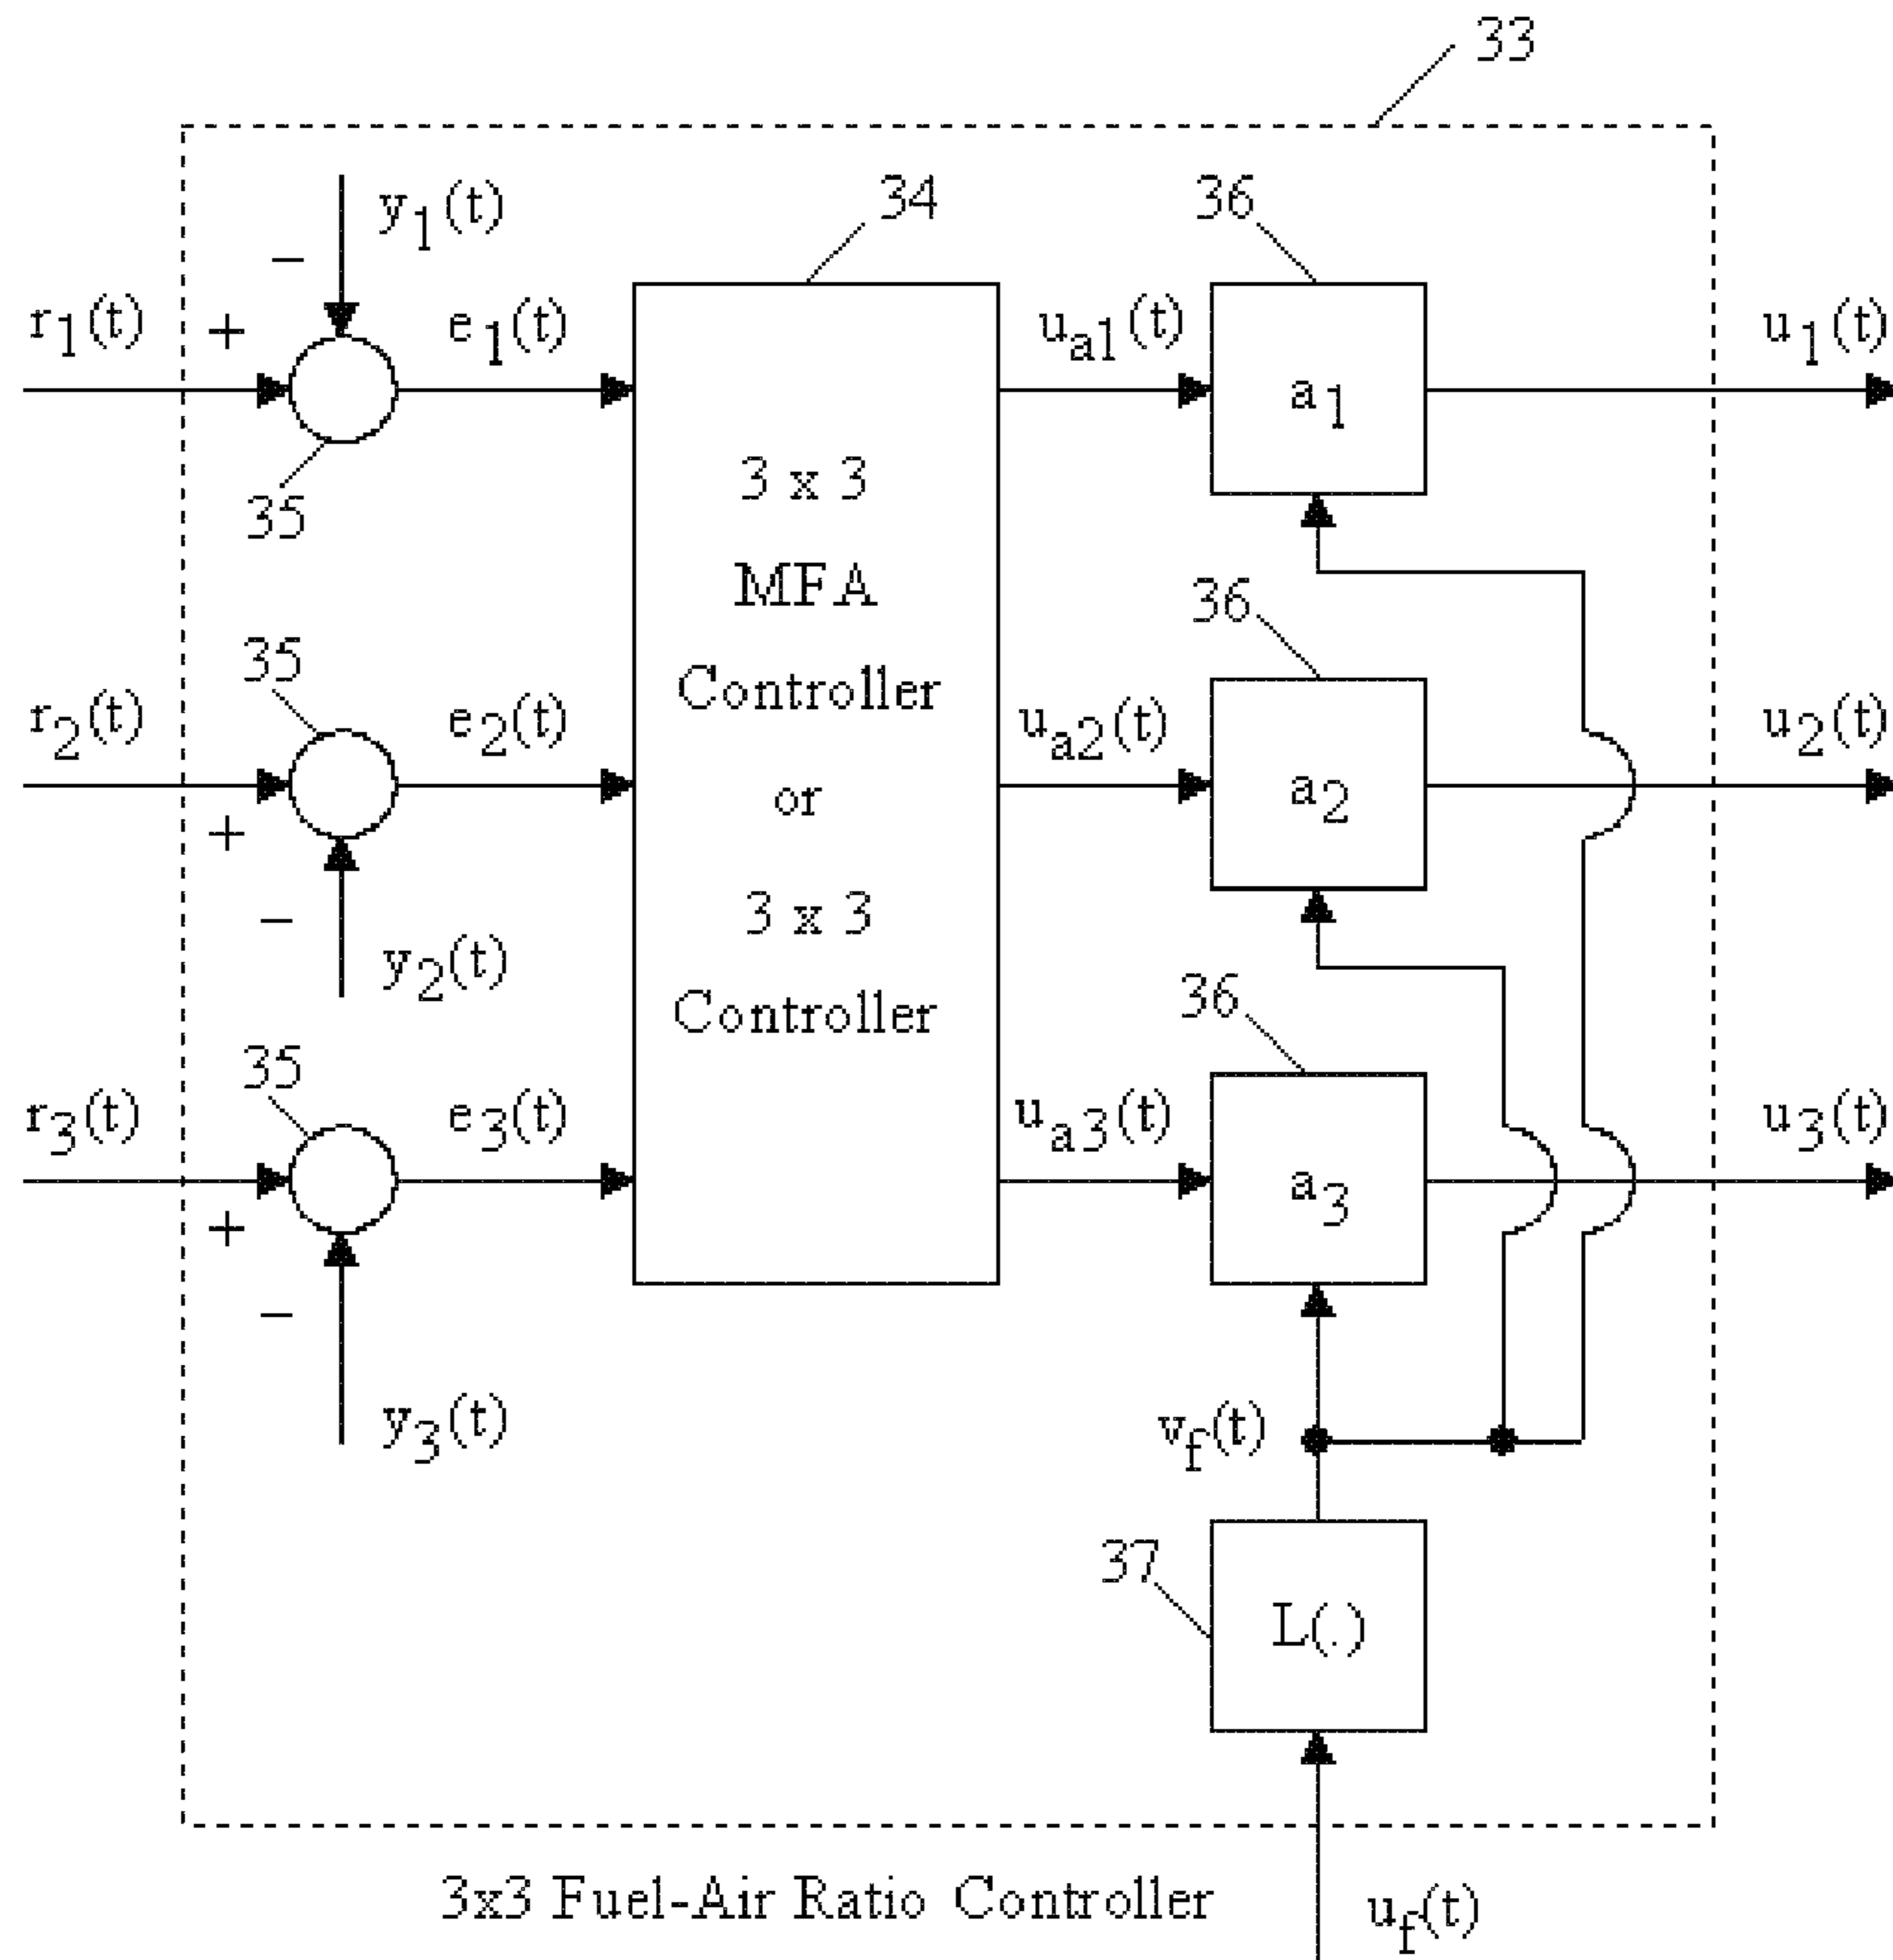 33
y1(t)
34
36
−
r1(t)
+
e1(t)
ua1(t)
u1(t)
a1
35
3 x 3
MFA
Controller
or
3 x 3
Controller
36
35
r2(t)
e2(t)
ua2(t)
u2(t)
a2
+
−
y2(t)
36
35
r3(t)
e3(t)
ua3(t)
u3(t)
a3
+
−
y3(t)
vf(t)
37
L(.)
3x3 Fuel-Air Ratio Controller
uf(t)